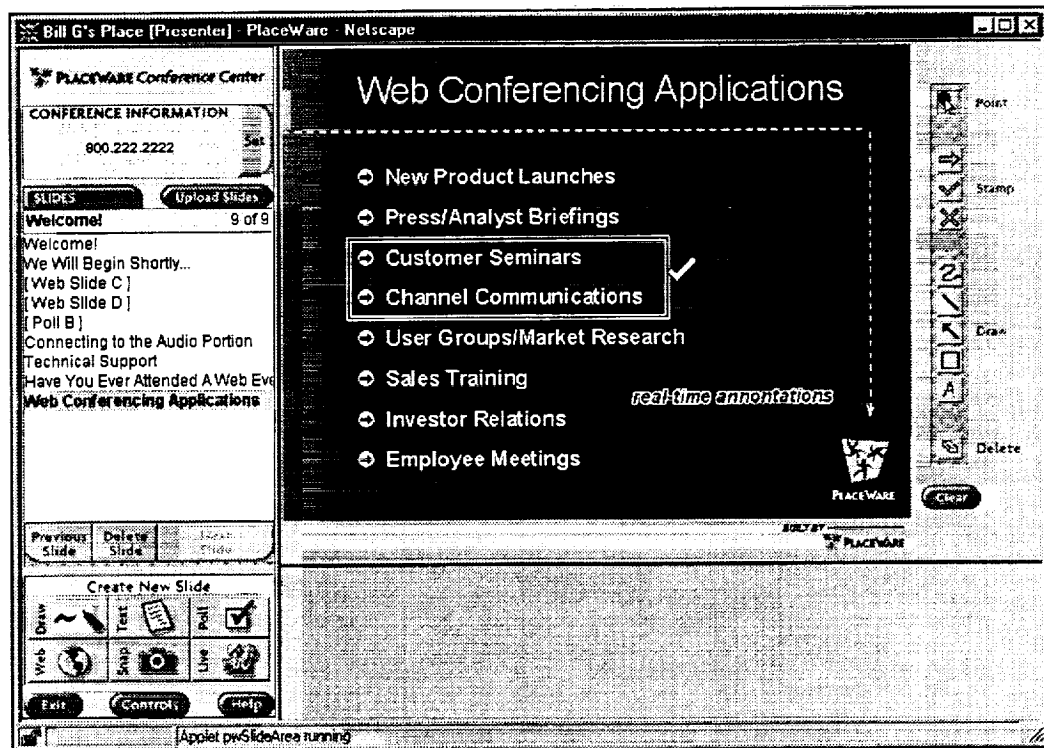 Bill G's Place [Presenter] - PlaceWare - Netscape
PLACEWARE Conference Center
CONFERENCE INFORMATION
800.222.2222
Set
SLIDES
Upload Slides
Welcome!
9 of 9
Welcome!
We Will Begin Shortly...
[ Web Slide C ]
[ Web Slide D ]
[ Poll B ]
Connecting to the Audio Portion
Technical Support
Have You Ever Attended A Web Eve
Web Conferencing Applications
Previous Slide
Delete Slide
Next Slide
Create New Slide
Draw
Text
Poll
Web
Snap
Live
Exit
Controls
Help
Web Conferencing Applications
New Product Launches
Press/Analyst Briefings
Customer Seminars
Channel Communications
User Groups/Market Research
Sales Training
real-time annontations
Investor Relations
Employee Meetings
PLACEWARE
BUILT BY
PLACEWARE
Point
Stamp
Draw
A
Delete
Clear
Applet pwSlideArea running